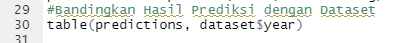 29 #Bandingkan Hasil Prediksi dengan Dataset
30 table(predictions, dataset$year)
31